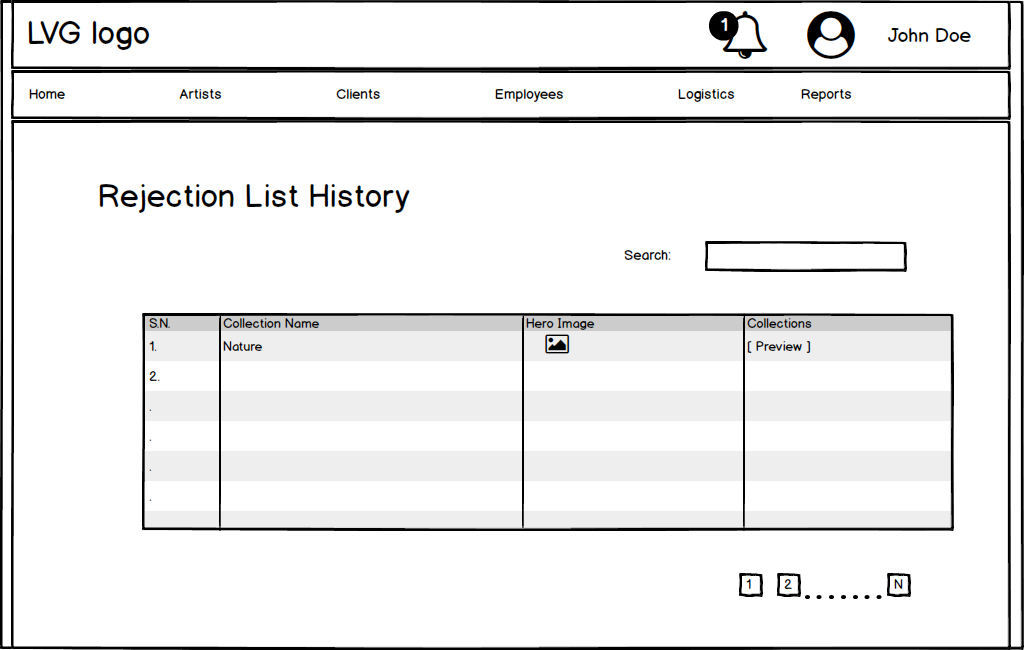 LVG logo
1
John Doe
Home Artists Clients Employees Logistics Reports
Rejection List History
Search:
S.N. Collection Name Hero Image Collections
1. Nature [ Preview ]
2.
.
.
.
.
1 2 ....... N